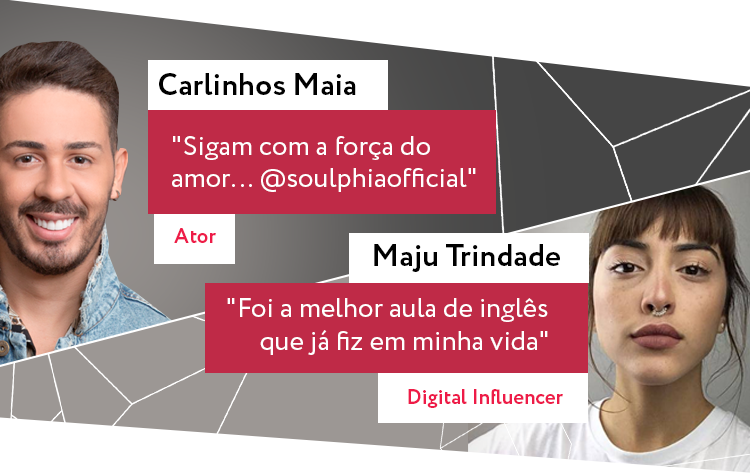 Carlinhos Maia
"Sigam com a força do
amor... @soulphiaofficial"
Ator
Maju Trindade
"Foi a melhor aula de inglês
que já fiz em minha vida"
Digital Influencer